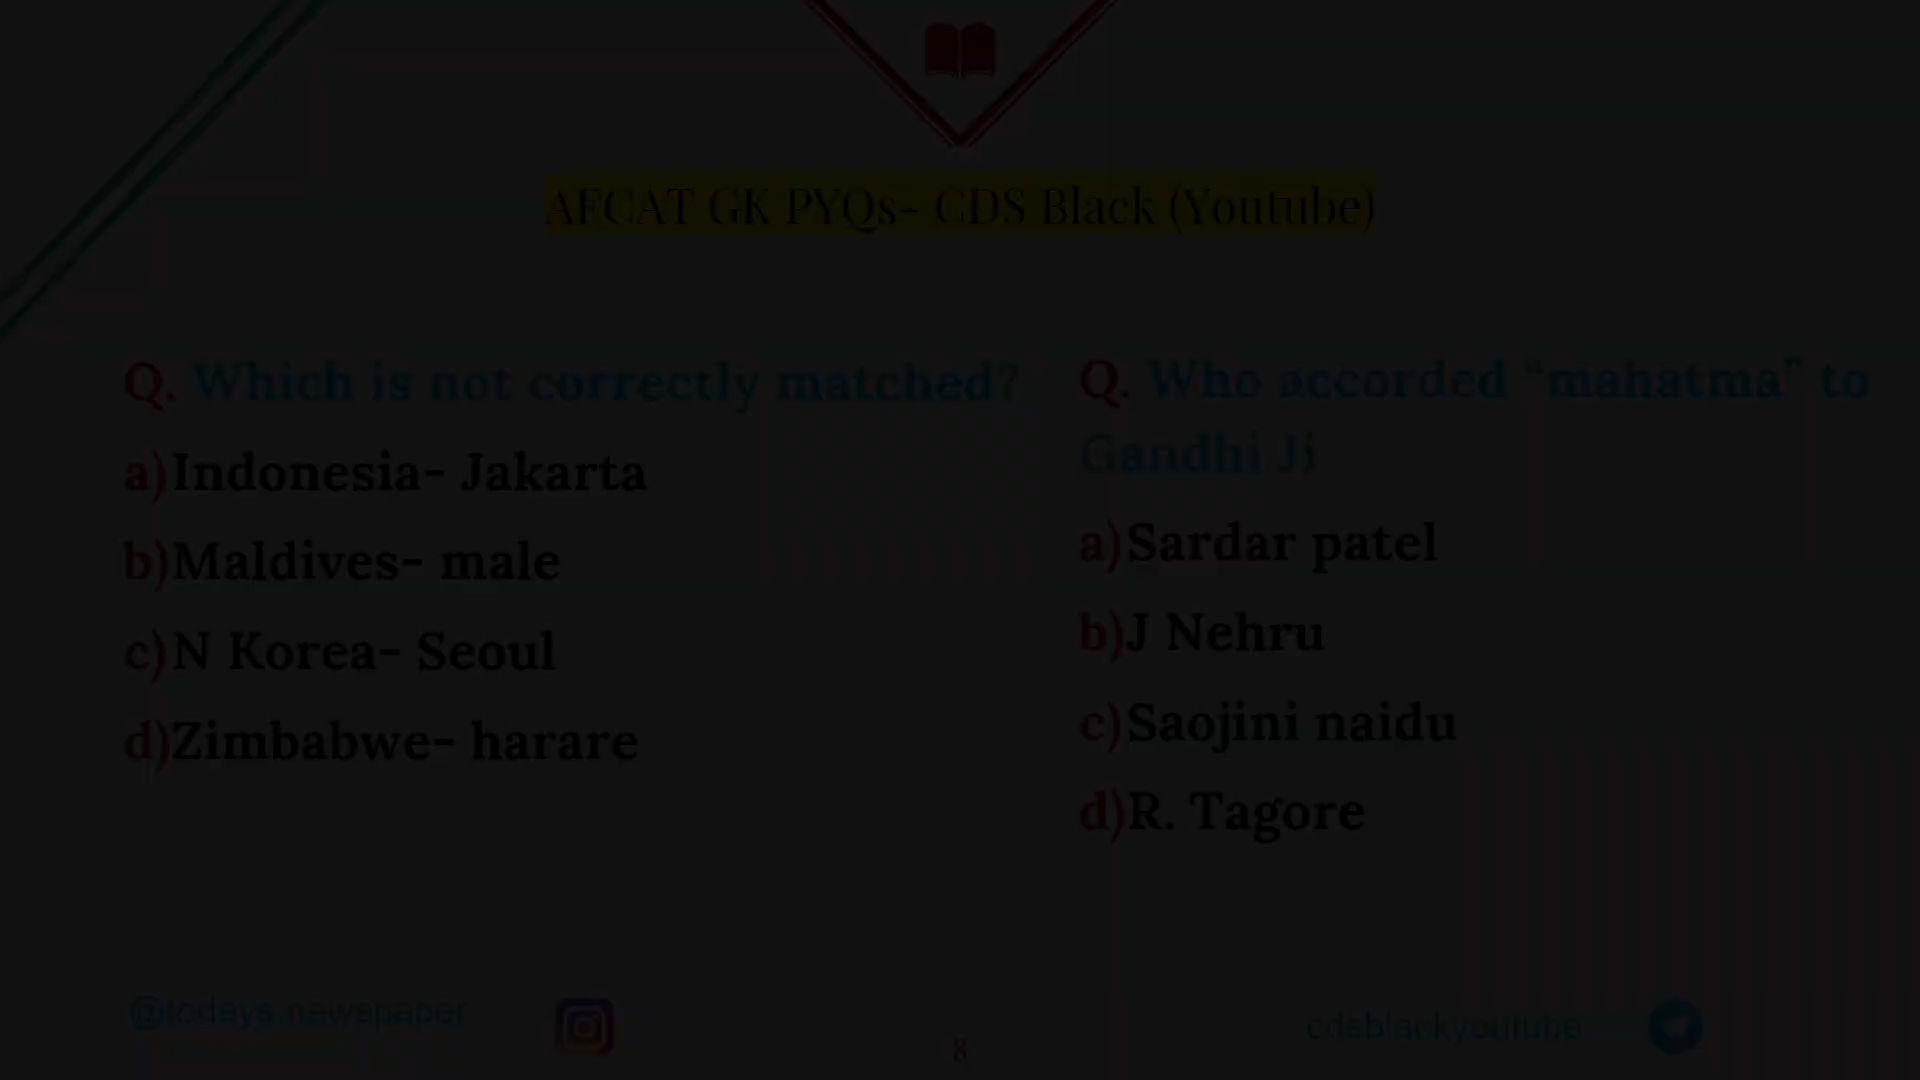 AFCAT GK PYQs- CDS Black (Youtube)
Q. Which is not correctly matched?
a)Indonesia- Jakarta
b)Maldives- male
c)N Korea- Seoul
d)Zimbabwe- harare
Q. Who accorded “mahatma” to
Gandhi Ji
a)Sardar patel
b)J Nehru
c)Saojini naidu
d)R. Tagore
@todays.newspaper
cdsblackyoutube
8